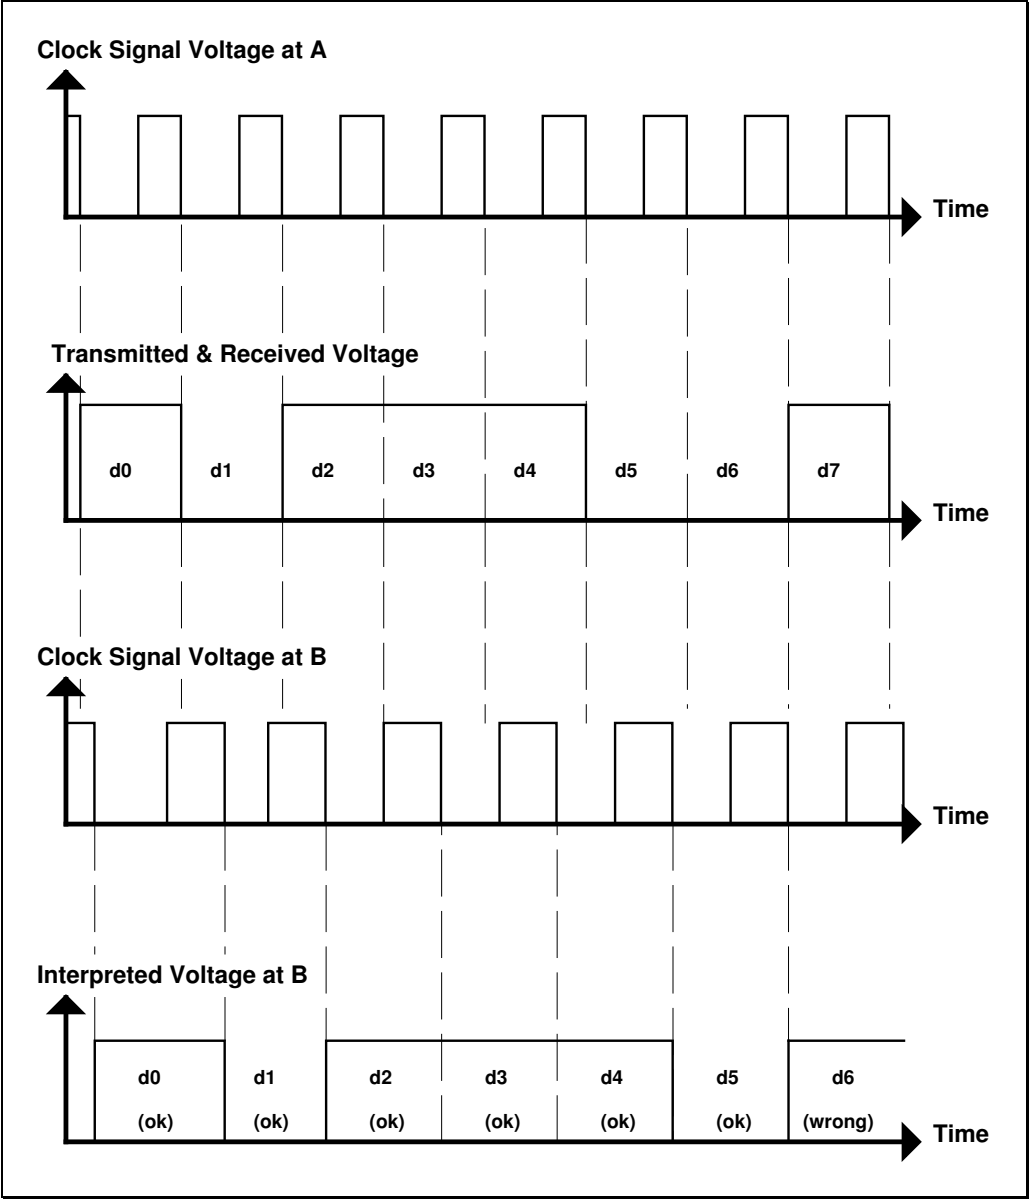 Clock Signal Voltage at A
Time
Transmitted & Received Voltage
d0 d1 d2 d3 d4 d5 d6 d7
Time
Clock Signal Voltage at B
Time
Interpreted Voltage at B
d0 d1 d2 d3 d4 d5 d6
(ok) (ok) (ok) (ok) (ok) (ok) (wrong)
Time